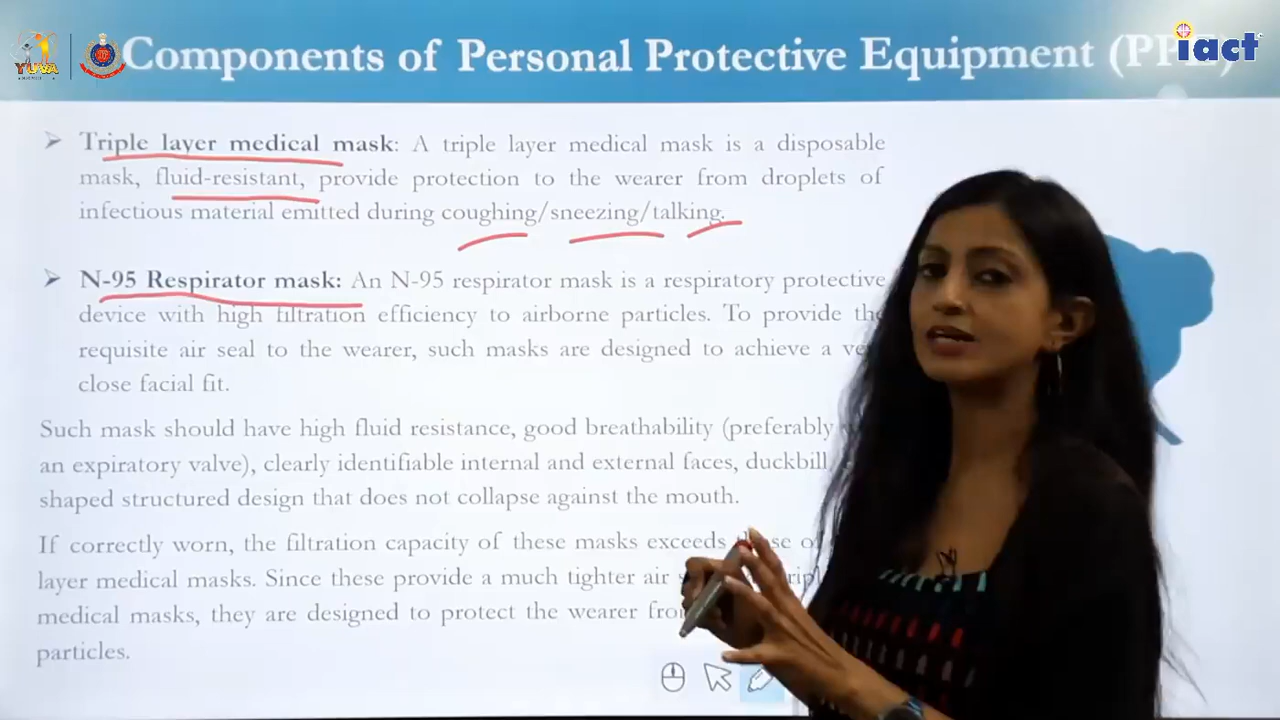 YUVA
iact
Components of Personal Protective Equipment (PPE)
Triple layer medical mask: A triple layer medical mask is a disposable
mask, fluid-resistant, provide protection to the wearer from droplets of
infectious material emitted during coughing/sneezing/talking.
N-95 Respirator mask: An N-95 respirator mask is a respiratory protective
device with high filtration efficiency to airborne particles. To provide the
requisite air seal to the wearer, such masks are designed to achieve a very
close facial fit.
Such mask should have high fluid resistance, good breathability (preferably
an expiratory valve), clearly identifiable internal and external faces, duckbill
shaped structured design that does not collapse against the mouth.
If correctly worn, the filtration capacity of these masks exceeds those of
layer medical masks. Since these provide a much tighter air
medical masks, they are designed to protect the wearer from
particles.